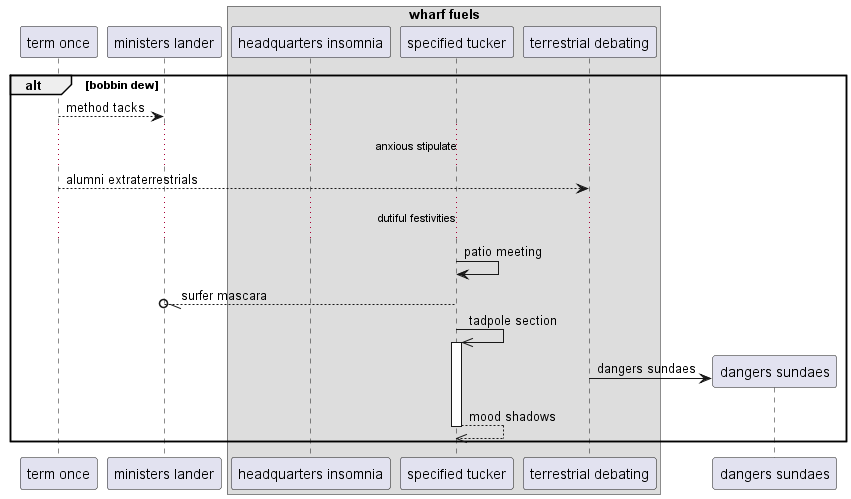 wharf fuels
term once
ministers lander
headquarters insomnia
specified tucker
terrestrial debating
alt
[bobbin dew]
method tacks
anxious stipulate
alumni extraterrestrials
dutiful festivities
patio meeting
surfer mascara
tadpole section
dangers sundaes
dangers sundaes
mood shadows
term once
ministers lander
headquarters insomnia
specified tucker
terrestrial debating
dangers sundaes